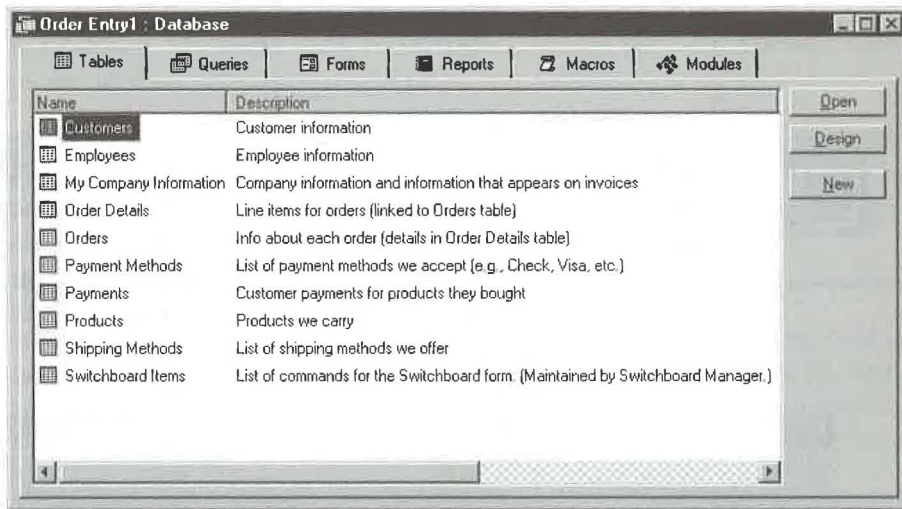 Order Entry1 : Database
Tables Queries Forms Reports Macros Modules
Name Description
Customers Customer information
Employees Employee information
My Company Information Company information and information that appears on invoices
Order Details Line items for orders (linked to Orders table)
Orders Info about each order (details in Order Details table)
Payment Methods List of payment methods we accept (e.g., Check, Visa, etc.)
Payments Customer payments for products they bought
Products Products we carry
Shipping Methods List of shipping methods we offer
Switchboard Items List of commands for the Switchboard form. (Maintained by Switchboard Manager.)
Open
Design
New